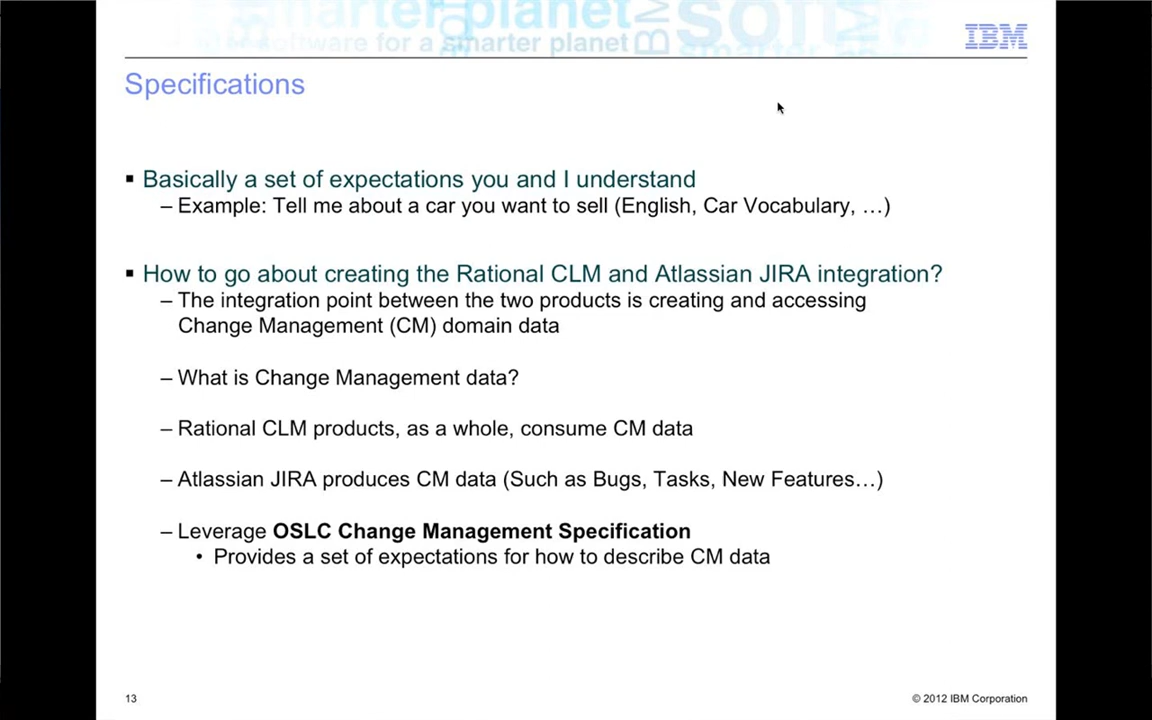 software for a smarter planet
IBM
Specifications
▪ Basically a set of expectations you and I understand
– Example: Tell me about a car you want to sell (English, Car Vocabulary, …)
▪ How to go about creating the Rational CLM and Atlassian JIRA integration?
– The integration point between the two products is creating and accessing
Change Management (CM) domain data
– What is Change Management data?
– Rational CLM products, as a whole, consume CM data
– Atlassian JIRA produces CM data (Such as Bugs, Tasks, New Features…)
– Leverage OSLC Change Management Specification
• Provides a set of expectations for how to describe CM data
13
© 2012 IBM Corporation